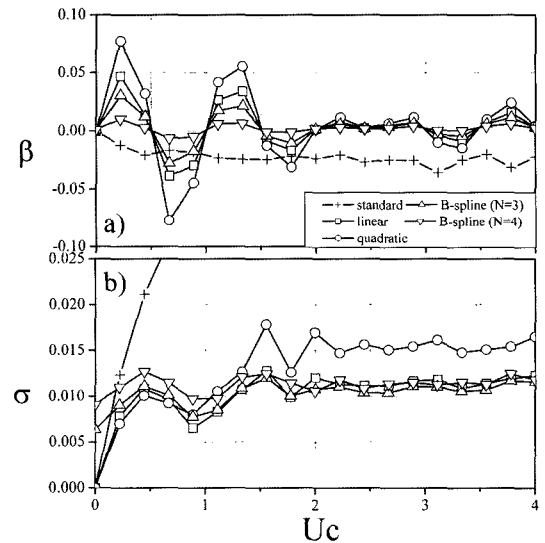 0.10
0.05
0.00
-0.05
-0.10
β
a)
standard
B-spline (N=3)
linear
B-spline (N=4)
quadratic
0.025
0.020
0.015
0.010
0.005
0.000
σ
b)
0 1 2 3 4
Uc